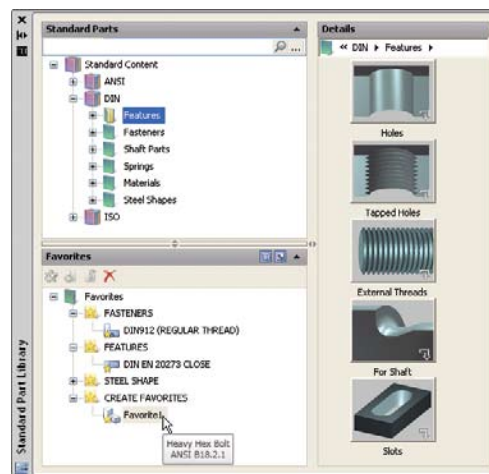 Standard Parts
...
Standard Content
ANSI
DIN
Features
Fasteners
Shaft Parts
Springs
Materials
Steel Shapes
ISO
Favorites
Favorites
FASTENERS
DIN912 (REGULAR THREAD)
FEATURES
DIN EN 20273 CLOSE
STEEL SHAPE
CREATE FAVORITES
Favorite1
Heavy Hex Bolt
ANSI B18.2.1
Standard Part Library
Details
« DIN ▸ Features ▸
Holes
Tapped Holes
External Threads
For Shaft
Slots